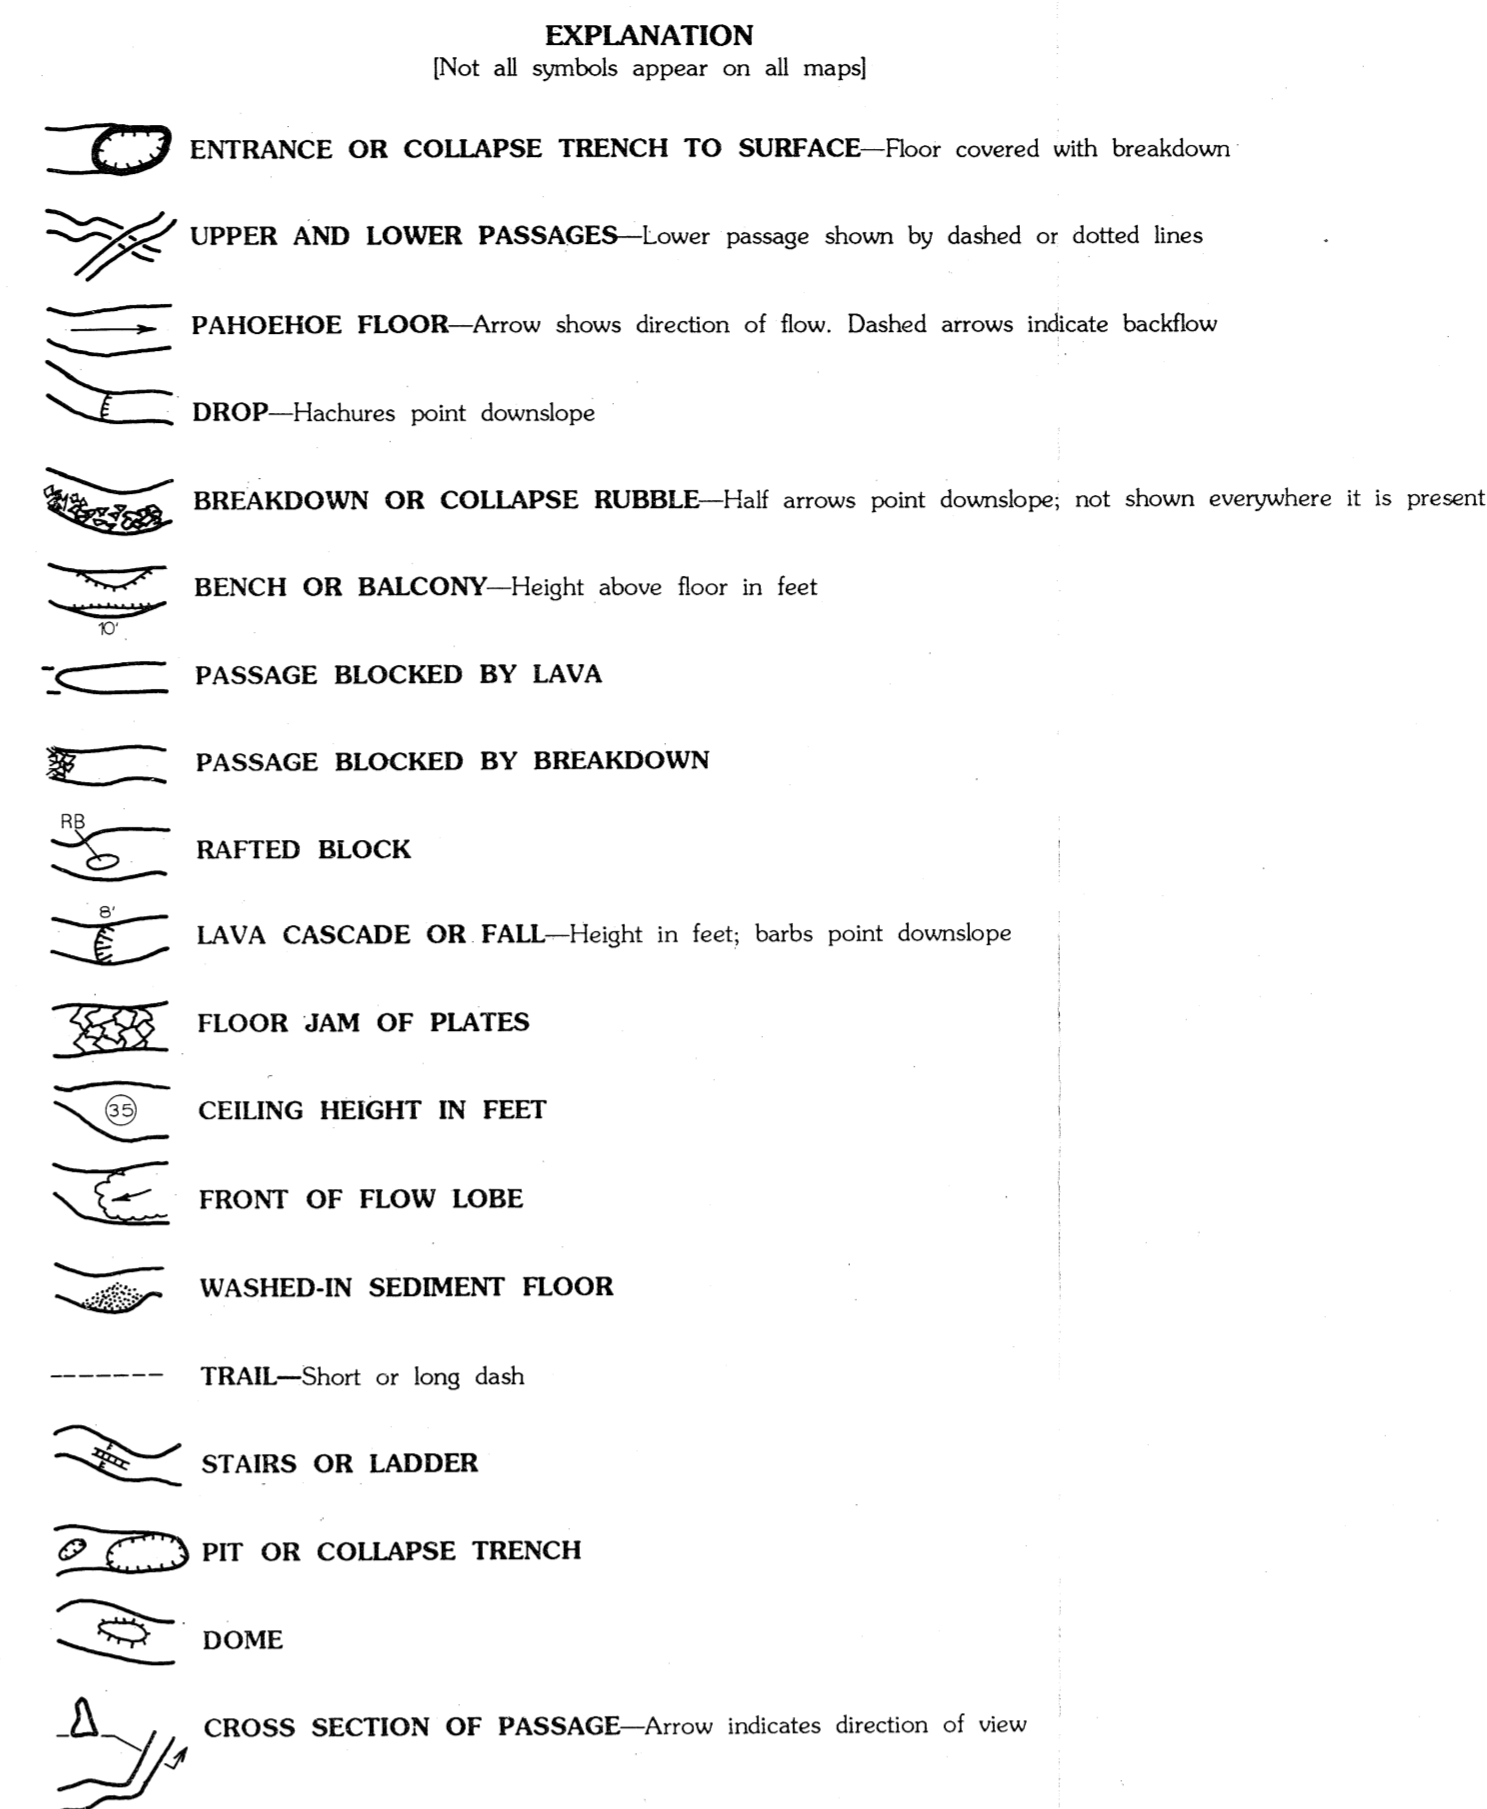 EXPLANATION
[Not all symbols appear on all maps]
ENTRANCE OR COLLAPSE TRENCH TO SURFACE—Floor covered with breakdown
UPPER AND LOWER PASSAGES—Lower passage shown by dashed or dotted lines
PAHOEHOE FLOOR—Arrow shows direction of flow. Dashed arrows indicate backflow
DROP—Hachures point downslope
BREAKDOWN OR COLLAPSE RUBBLE—Half arrows point downslope; not shown everywhere it is present
BENCH OR BALCONY—Height above floor in feet
10'
PASSAGE BLOCKED BY LAVA
PASSAGE BLOCKED BY BREAKDOWN
RB
RAFTED BLOCK
8'
LAVA CASCADE OR FALL—Height in feet; barbs point downslope
FLOOR JAM OF PLATES
35
CEILING HEIGHT IN FEET
FRONT OF FLOW LOBE
WASHED-IN SEDIMENT FLOOR
TRAIL—Short or long dash
STAIRS OR LADDER
PIT OR COLLAPSE TRENCH
DOME
CROSS SECTION OF PASSAGE—Arrow indicates direction of view